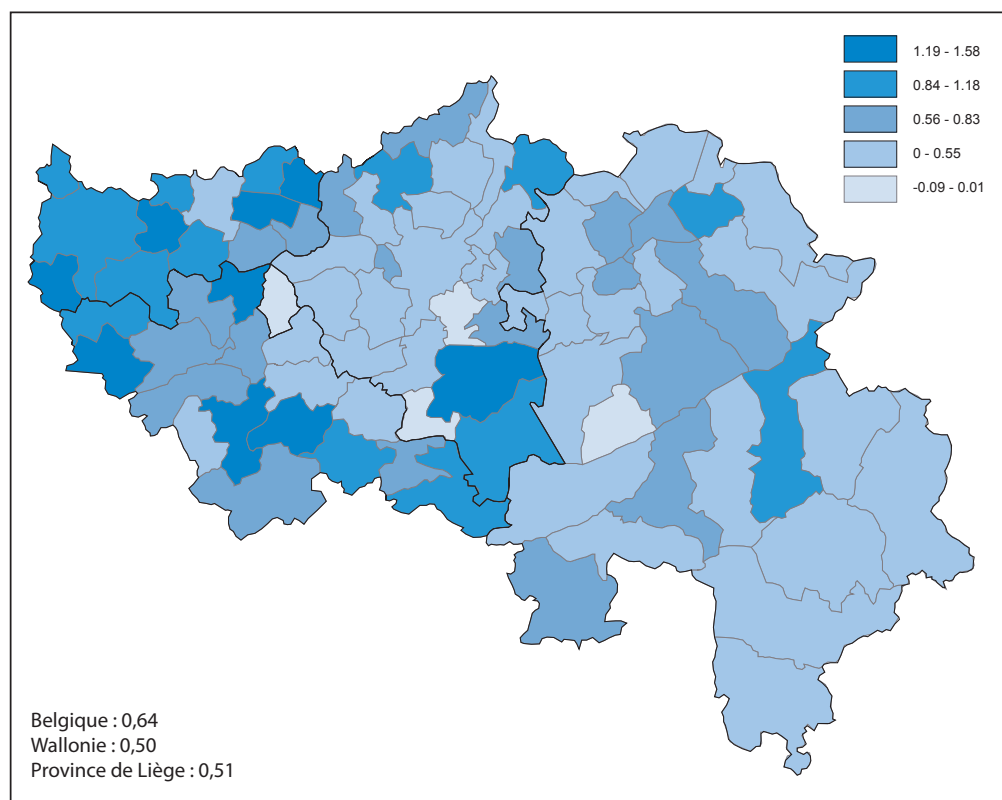 1.19 - 1.58
0.84 - 1.18
0.56 - 0.83
0 - 0.55
-0.09 - 0.01
Belgique : 0,64
Wallonie : 0,50
Province de Liège : 0,51